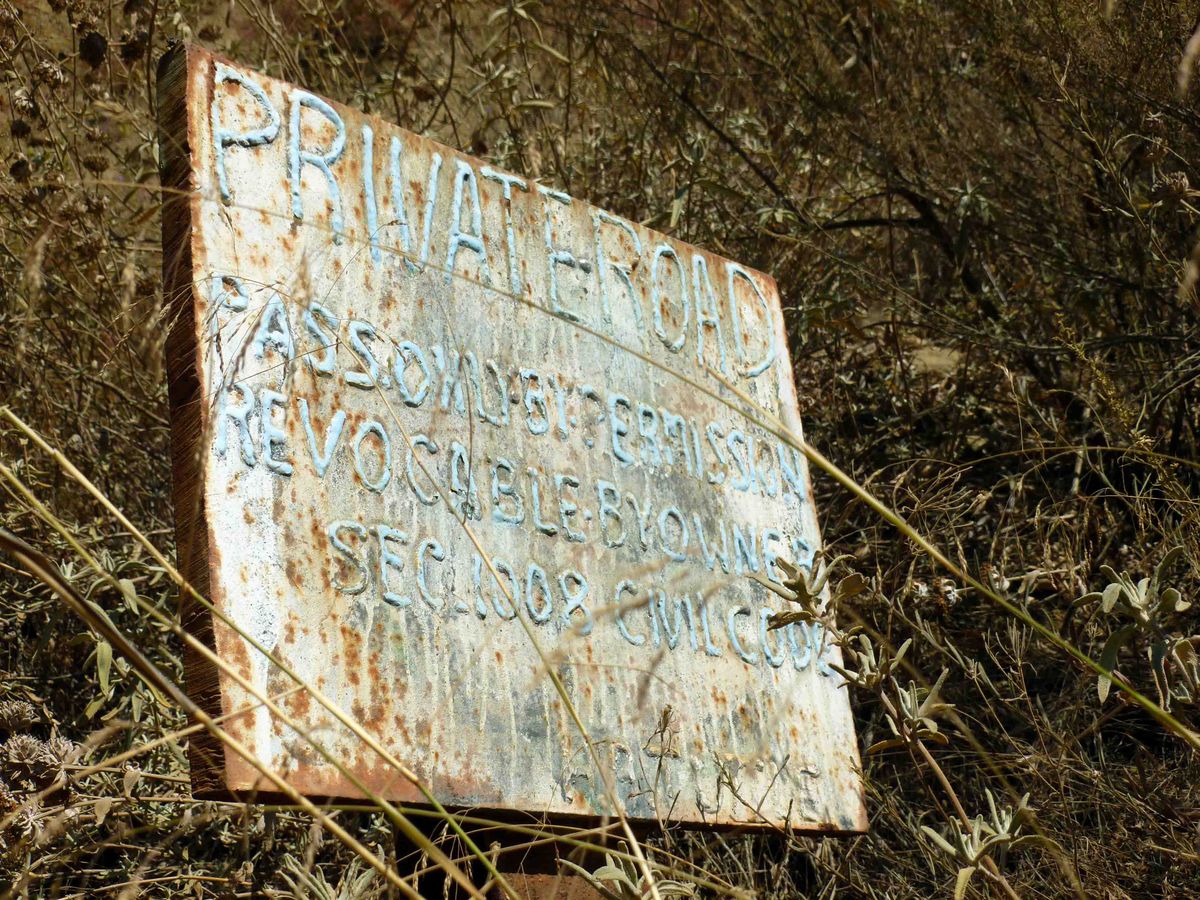 PRIVATE ROAD
PASS ONLY BY PERMISSION
REVOCABLE BY OWNER
SEC. 1008 CIVIL CODE